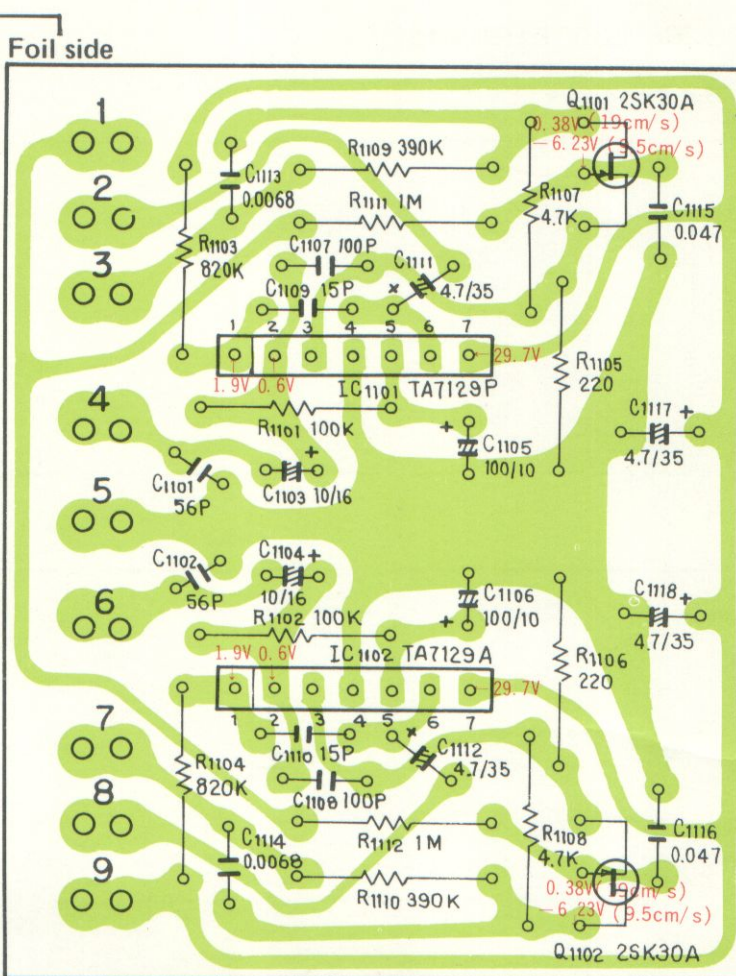 Foil side
1
Q1101 2SK30A
0.38V (19cm/s)
−6.23V (9.5cm/s)
R1109 390K
C1113
0.0068
2
R1111 1M
R1107
4.7K
C1115
0.047
R1103
820K
C1107 100P
C1111
4.7/35
3
C1109 15P
1 2 3 4 5 6 7
29.7V
1.9V 0.6V
IC1101 TA7129P
R1105
220
4
R1101 100K
C1117 +
4.7/35
+ C1105
100/10
C1101
56P
+
C1103 10/16
5
C1102
56P
C1104 +
10/16
6
C1106
+ 100/10
C1118
+
4.7/35
R1102 100K
1.9V 0.6V
IC1102 TA7129A
R1106
220
29.7V
1 2 3 4 5 6 7
7
C1110 15P
C1112
4.7/35
R1104
820K
C1108 100P
8
R1112 1M
R1108
4.7K
C1116
0.047
C1114
0.0068
9
R1110 390K
0.38V (19cm/s)
−6.23V (9.5cm/s)
Q1102 2SK30A